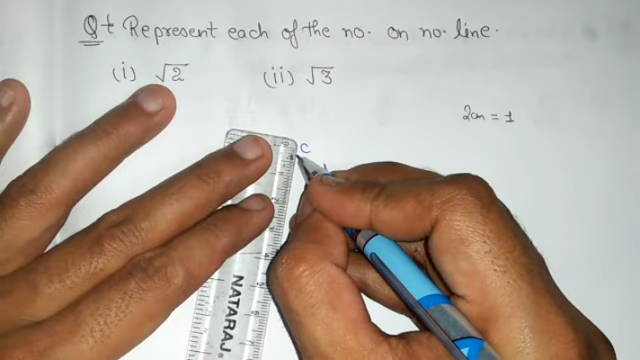 Q† Represent each of the no. on no. line.
(i) √2 (ii) √3
2cm = 1
C
NATARAJ